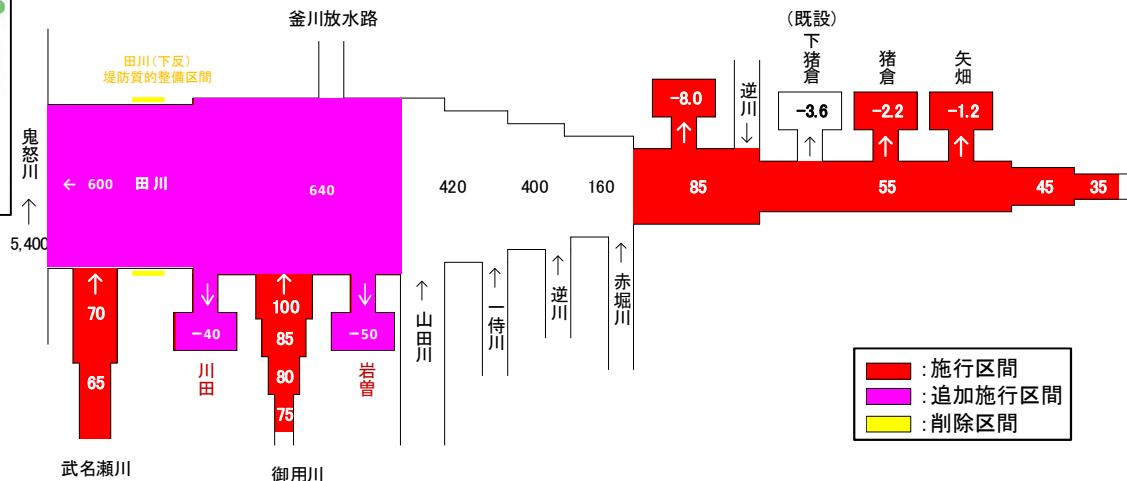 釜川放水路
(既設)
下猪倉
猪倉
矢畑
田川(下反)
堤防質的整備区間
-8.0
逆川
↓
-3.6
-2.2
-1.2
↑
↑
↑
↑
鬼怒川
↑
5,400
← 600 田川
640
420
400
160
85
55
45
35
↑
70
65
武名瀬川
↓
-40
川田
↑
100
85
80
75
御用川
↓
-50
岩曽
↑
山田川
↑
一侍川
↑
逆川
↑
赤堀川
:施行区間
:追加施行区間
:削除区間